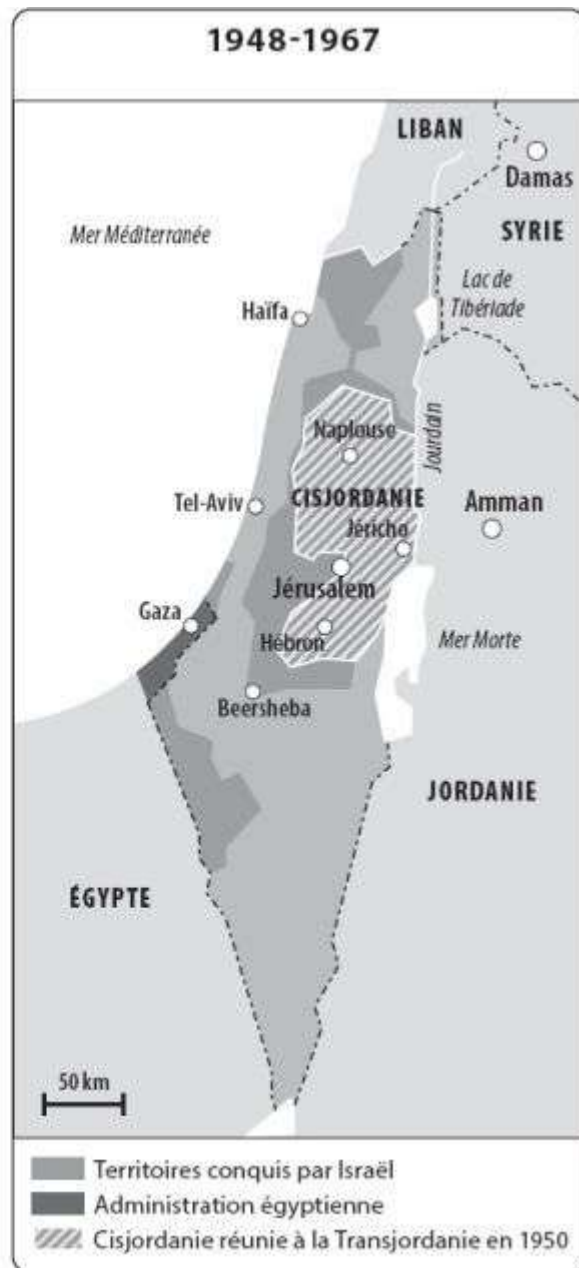 1948-1967
LIBAN
Damas
Mer Méditerranée
SYRIE
Lac de
Tibériade
Haïfa
Jourdain
Naplouse
CISJORDANIE
Tel-Aviv
Amman
Jéricho
Jérusalem
Gaza
Hébron
Mer Morte
Beersheba
JORDANIE
ÉGYPTE
50 km
Territoires conquis par Israël
Administration égyptienne
Cisjordanie réunie à la Transjordanie en 1950